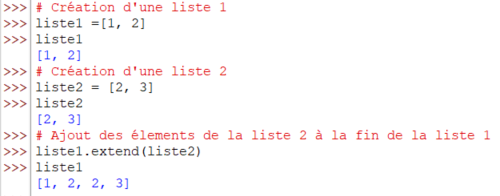 >>> # Création d'une liste 1
>>> liste1 =[1, 2]
>>> liste1
[1, 2]
>>> # Création d'une liste 2
>>> liste2 = [2, 3]
>>> liste2
[2, 3]
>>> # Ajout des élements de la liste 2 à la fin de la liste 1
>>> liste1.extend(liste2)
>>> liste1
[1, 2, 2, 3]